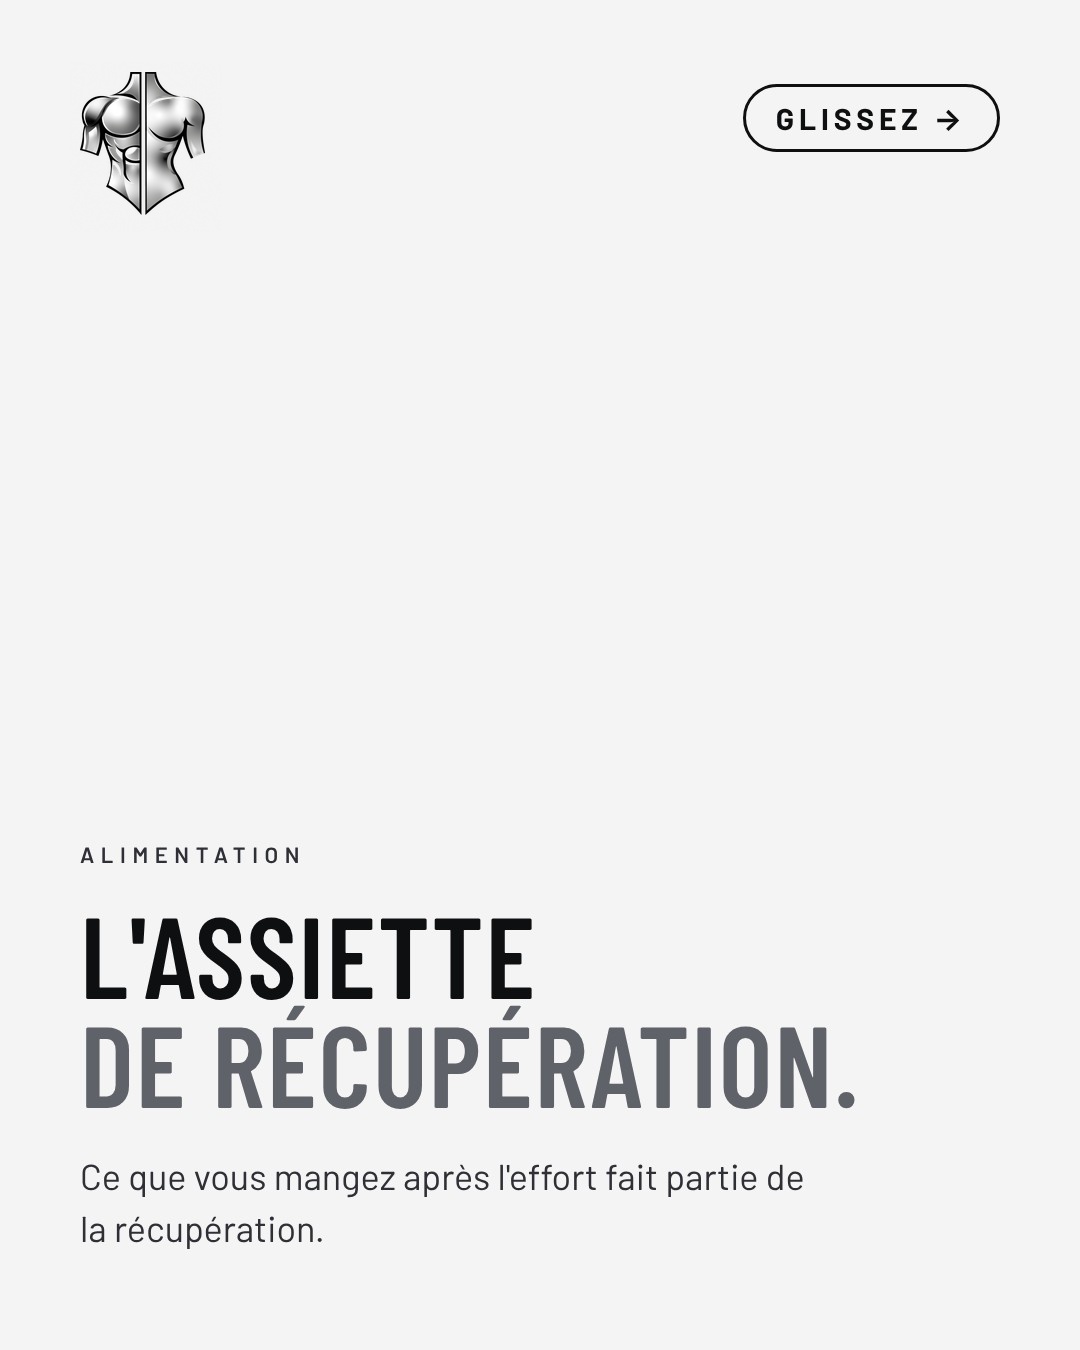 GLISSEZ →
ALIMENTATION
L'ASSIETTE
DE RÉCUPÉRATION.
Ce que vous mangez après l'effort fait partie de
la récupération.